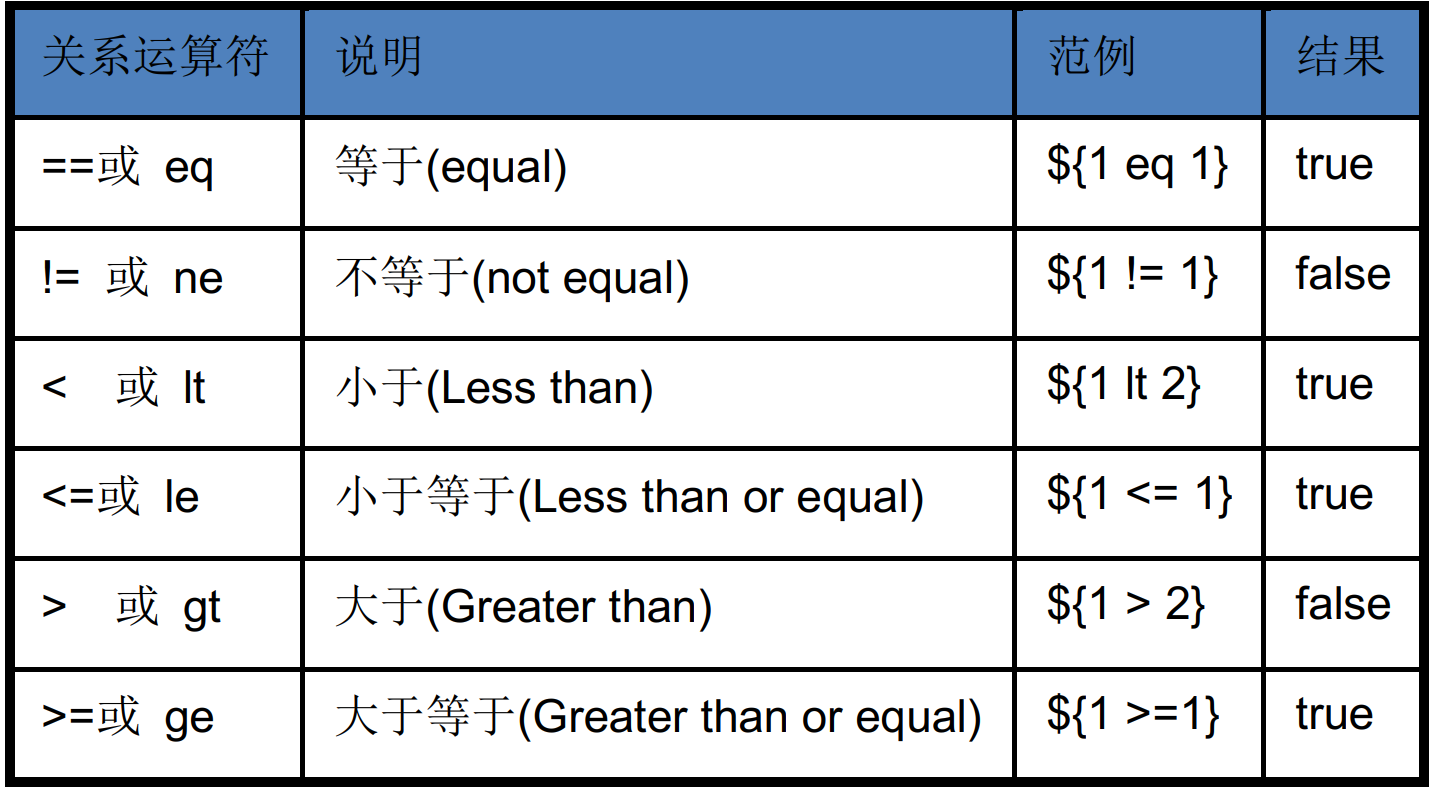 关系运算符 说明 范例 结果
==或 eq 等于(equal) ${1 eq 1} true
!= 或 ne 不等于(not equal) ${1 != 1} false
< 或 lt 小于(Less than) ${1 lt 2} true
<=或 le 小于等于(Less than or equal) ${1 <= 1} true
> 或 gt 大于(Greater than) ${1 > 2} false
>=或 ge 大于等于(Greater than or equal) ${1 >=1} true